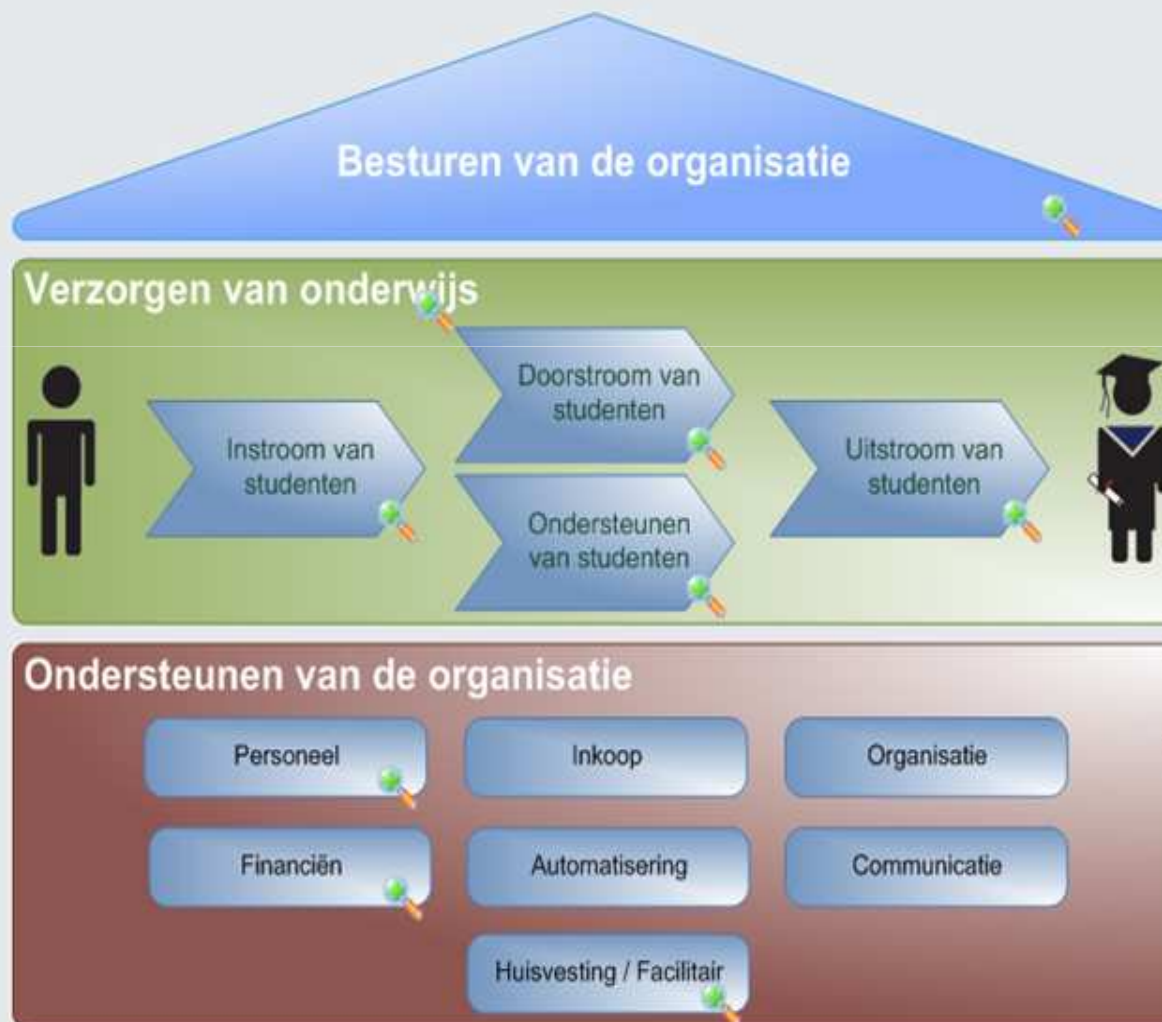 Besturen van de organisatie
Verzorgen van onderwijs
Instroom van
studenten
Doorstroom van
studenten
Ondersteunen
van studenten
Uitstroom van
studenten
Ondersteunen van de organisatie
Personeel
Inkoop
Organisatie
Financiën
Automatisering
Communicatie
Huisvesting / Facilitair